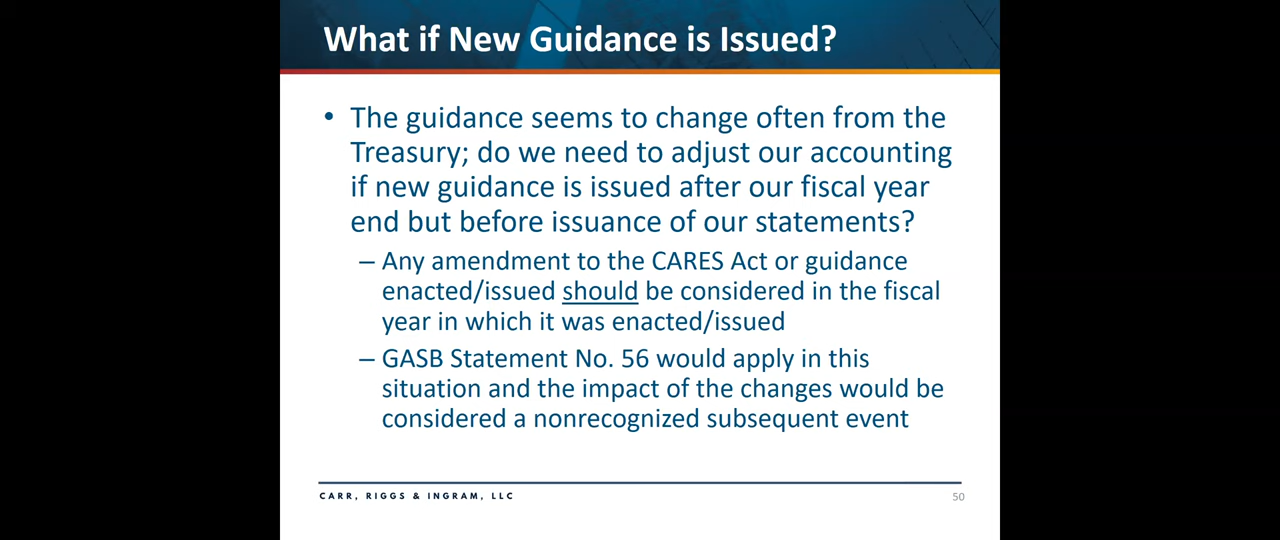 What if New Guidance is Issued?
• The guidance seems to change often from the
Treasury; do we need to adjust our accounting
if new guidance is issued after our fiscal year
end but before issuance of our statements?
– Any amendment to the CARES Act or guidance
enacted/issued should be considered in the fiscal
year in which it was enacted/issued
– GASB Statement No. 56 would apply in this
situation and the impact of the changes would be
considered a nonrecognized subsequent event
CARR, RIGGS & INGRAM, LLC
50